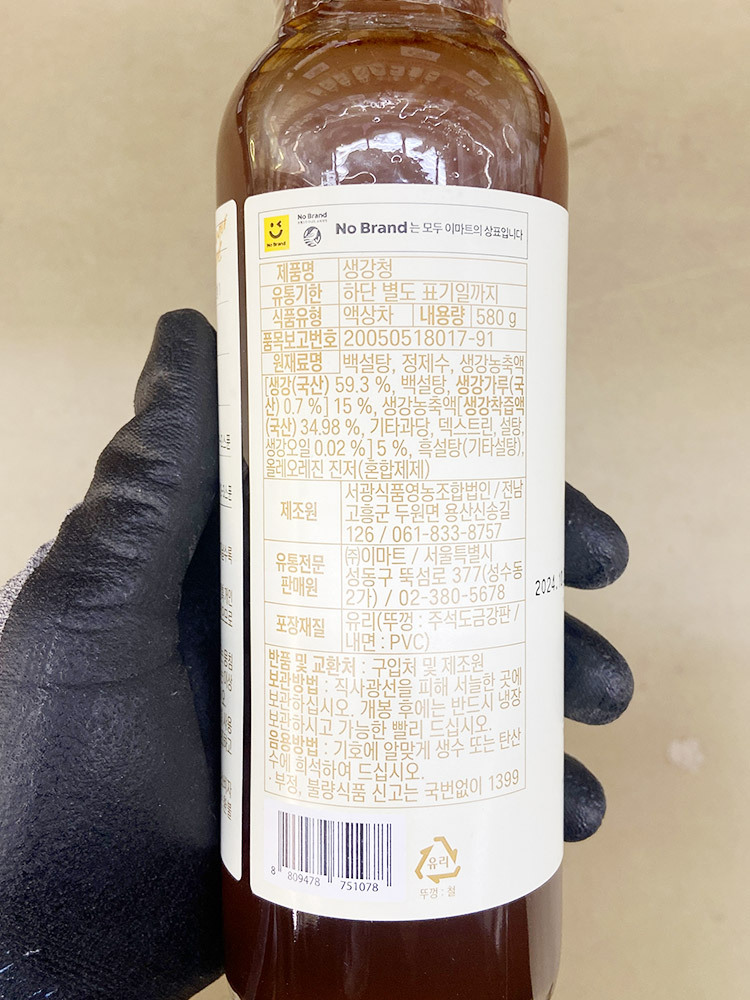 No Brand
No Brand
No Brand는 모두 이마트의 상표입니다
제품명 생강청
유통기한 하단 별도 표기일까지
식품유형 액상차 내용량 580 g
품목보고번호 20050518017-91
원재료명 백설탕, 정제수, 생강농축액
[생강(국산) 59.3 %, 백설탕, 생강가루(국
산) 0.7 %] 15 %, 생강농축액[생강착즙액
(국산) 34.98 %, 기타과당, 덱스트린, 설탕,
생강오일 0.02 %] 5 %, 흑설탕(기타설탕),
올레오레진 진저(혼합제제)
제조원 서광식품영농조합법인 / 전남
고흥군 두원면 용산신송길
126 / 061-833-8757
유통전문
판매원
㈜이마트 / 서울특별시
성동구 뚝섬로 377(성수동
2가) / 02-380-5678
포장재질 유리(뚜껑 : 주석도금강판 /
내면 : PVC)
반품 및 교환처 : 구입처 및 제조원
보관방법 : 직사광선을 피해 서늘한 곳에
보관하십시오. 개봉 후에는 반드시 냉장
보관하시고 가능한 빨리 드십시오.
음용방법 : 기호에 알맞게 생수 또는 탄산
수에 희석하여 드십시오.
· 부정, 불량식품 신고는 국번없이 1399
8 809478 751078
유리
뚜껑 : 철
2024.